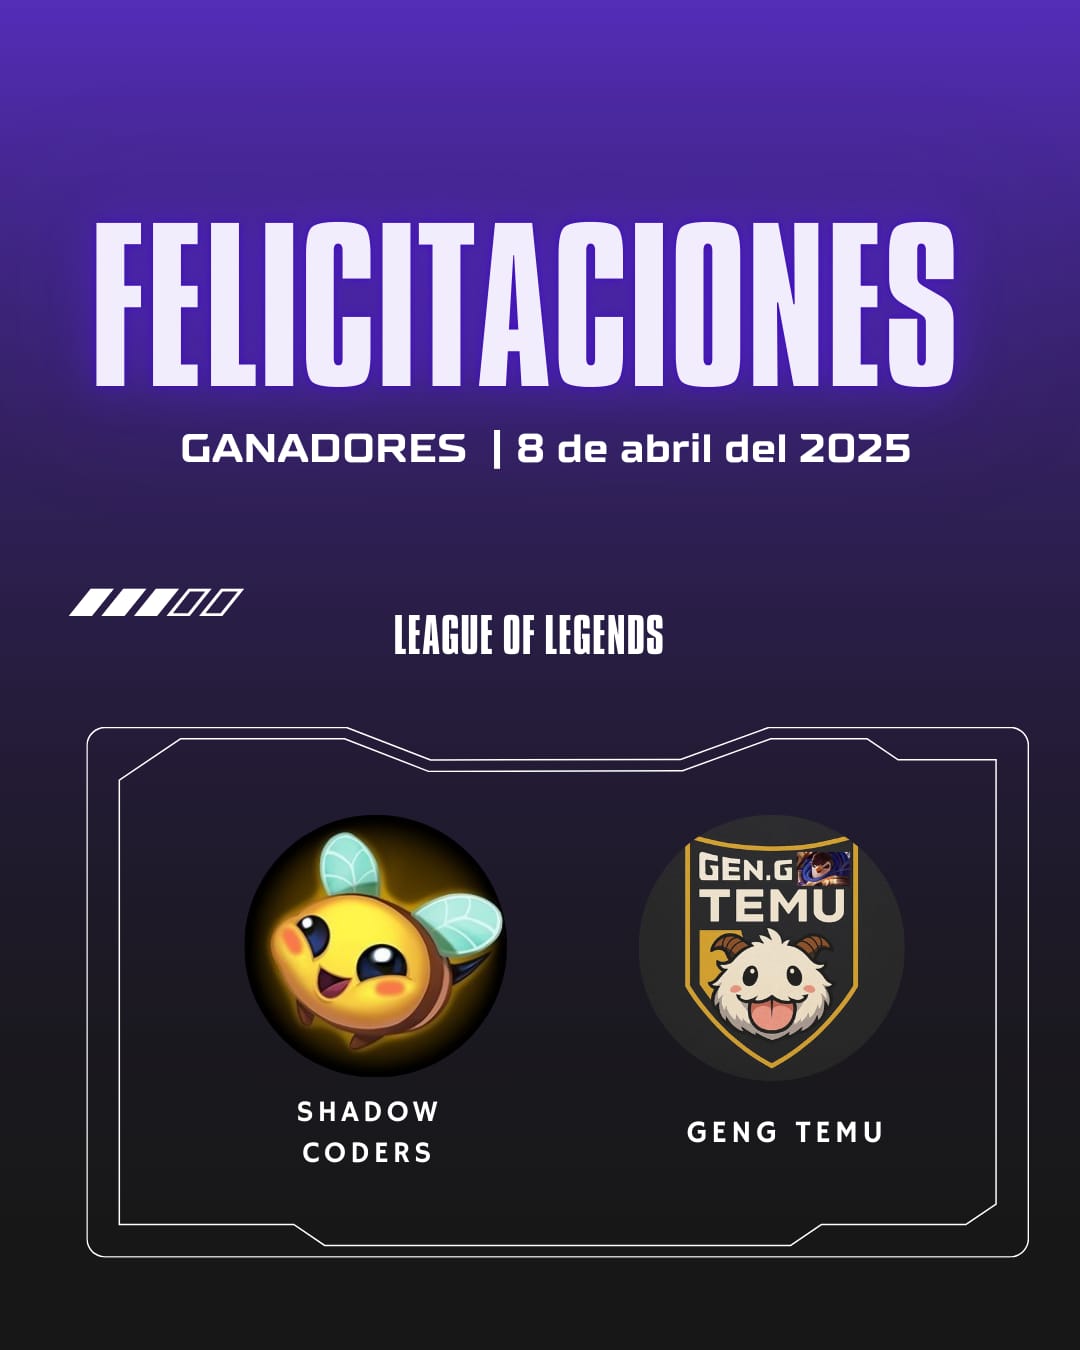 FELICITACIONES
GANADORES | 8 de abril del 2025
LEAGUE OF LEGENDS
GEN.G
TEMU
SHADOW
CODERS
GENG TEMU